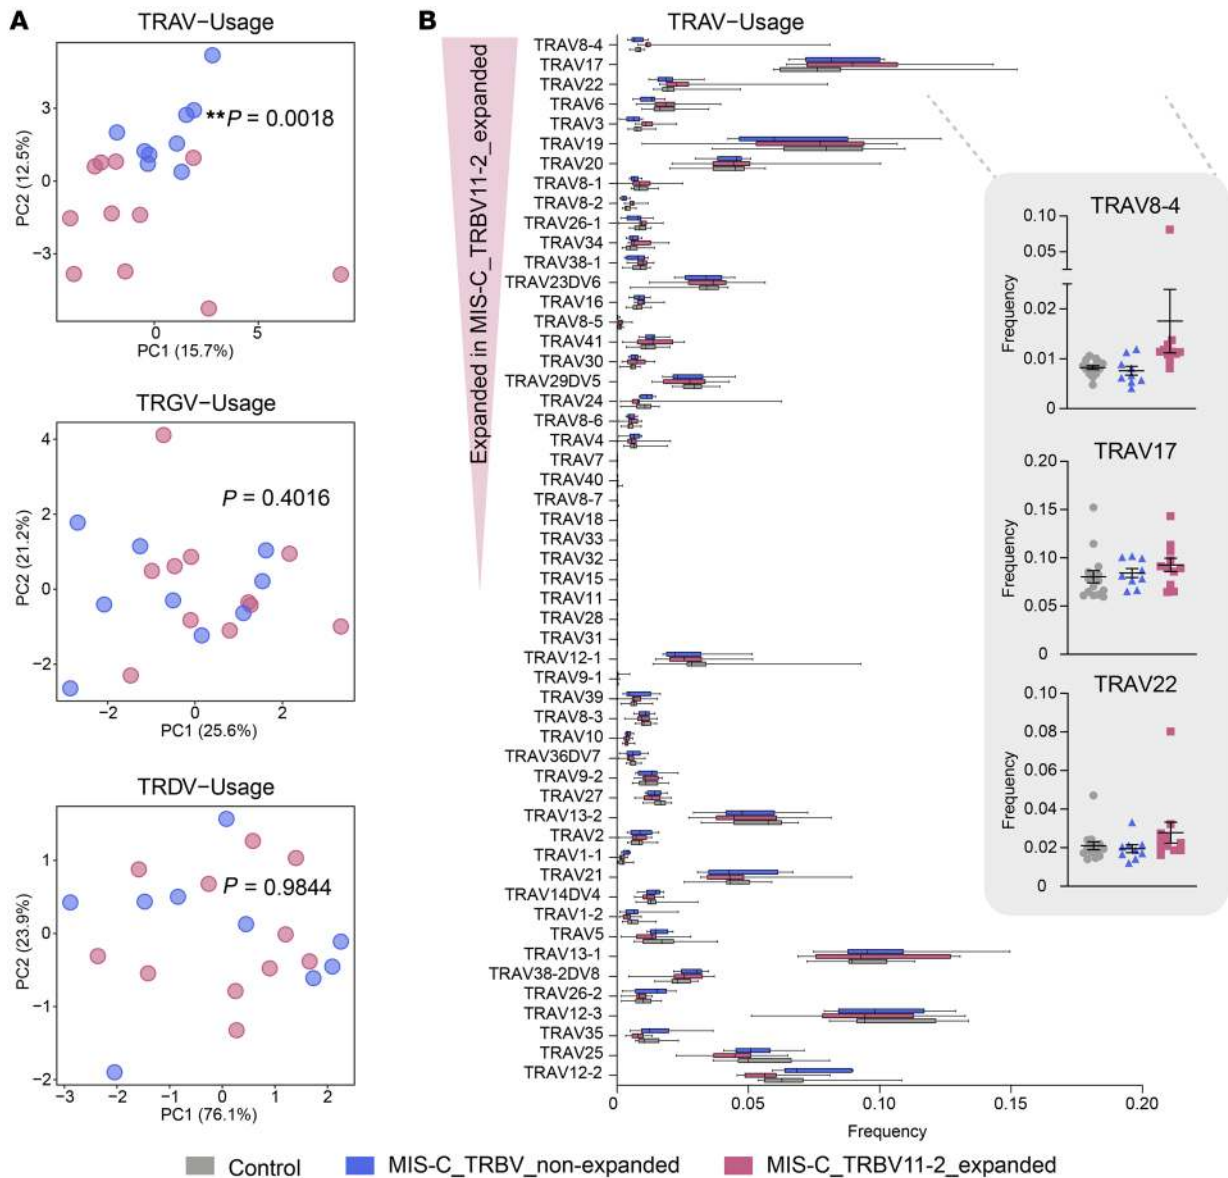 A
TRAV–Usage
**P = 0.0018
3
0
−3
PC2 (12.5%)
0
5
PC1 (15.7%)
TRGV–Usage
P = 0.4016
4
2
0
−2
PC2 (21.2%)
−2
0
2
PC1 (25.6%)
TRDV–Usage
P = 0.9844
1
0
−1
−2
PC2 (23.9%)
−3
−2
−1
0
1
2
PC1 (76.1%)
B
TRAV–Usage
Expanded in MIS-C_TRBV11-2_expanded
TRAV8-4
TRAV17
TRAV22
TRAV6
TRAV3
TRAV19
TRAV20
TRAV8-1
TRAV8-2
TRAV26-1
TRAV34
TRAV38-1
TRAV23DV6
TRAV16
TRAV8-5
TRAV41
TRAV30
TRAV29DV5
TRAV24
TRAV8-6
TRAV4
TRAV7
TRAV40
TRAV8-7
TRAV18
TRAV33
TRAV32
TRAV15
TRAV11
TRAV28
TRAV31
TRAV12-1
TRAV9-1
TRAV39
TRAV8-3
TRAV10
TRAV36DV7
TRAV9-2
TRAV27
TRAV13-2
TRAV2
TRAV1-1
TRAV21
TRAV14DV4
TRAV1-2
TRAV5
TRAV13-1
TRAV38-2DV8
TRAV26-2
TRAV12-3
TRAV35
TRAV25
TRAV12-2
0
0.05
0.10
0.15
0.20
Frequency
TRAV8-4
0.10
0.05
0.02
0.01
0
Frequency
TRAV17
0.20
0.15
0.10
0.05
0
Frequency
TRAV22
0.10
0.08
0.06
0.04
0.02
0
Frequency
Control
MIS-C_TRBV_non-expanded
MIS-C_TRBV11-2_expanded